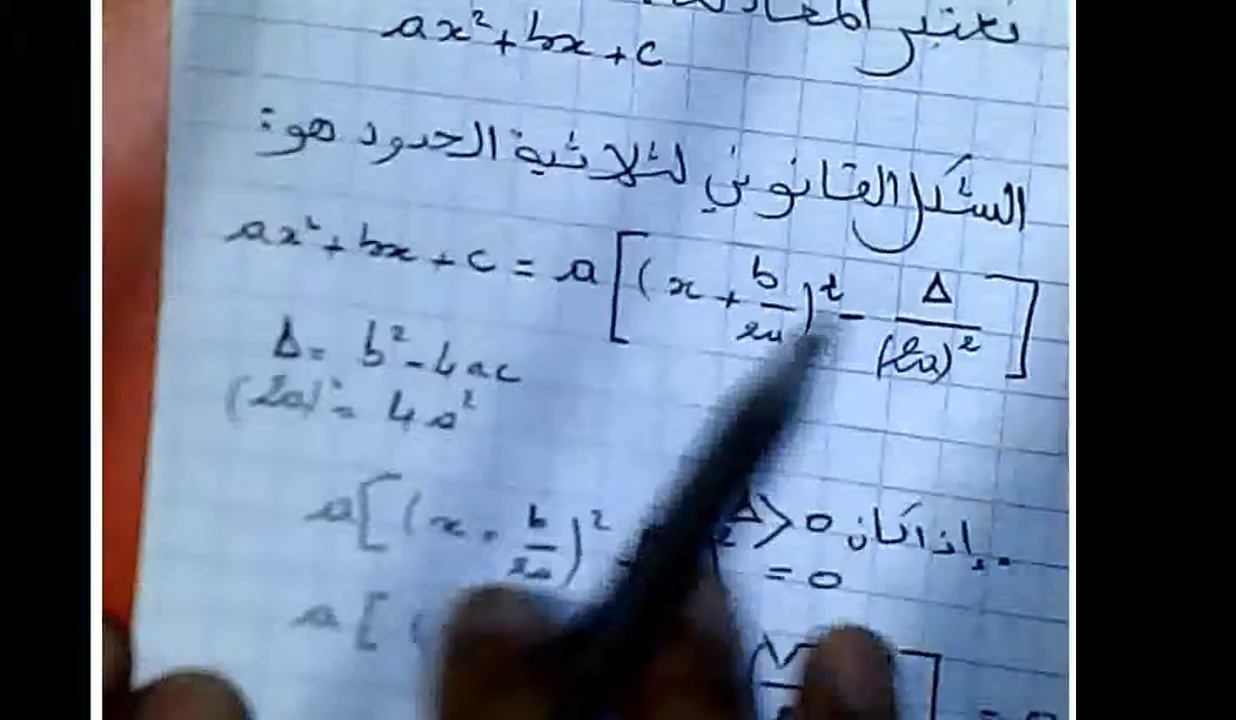 نعتبر المعادلة
ax²+bx+c
الشكل القانوني لثلاثية الحدود هو:
ax²+bx+c = a[(x+b/2a)²-Δ/(2a)²]
Δ= b²-4ac
(2a)²= 4a²
إذا كان Δ>0
a[(x+b/2a)² = 0
a[